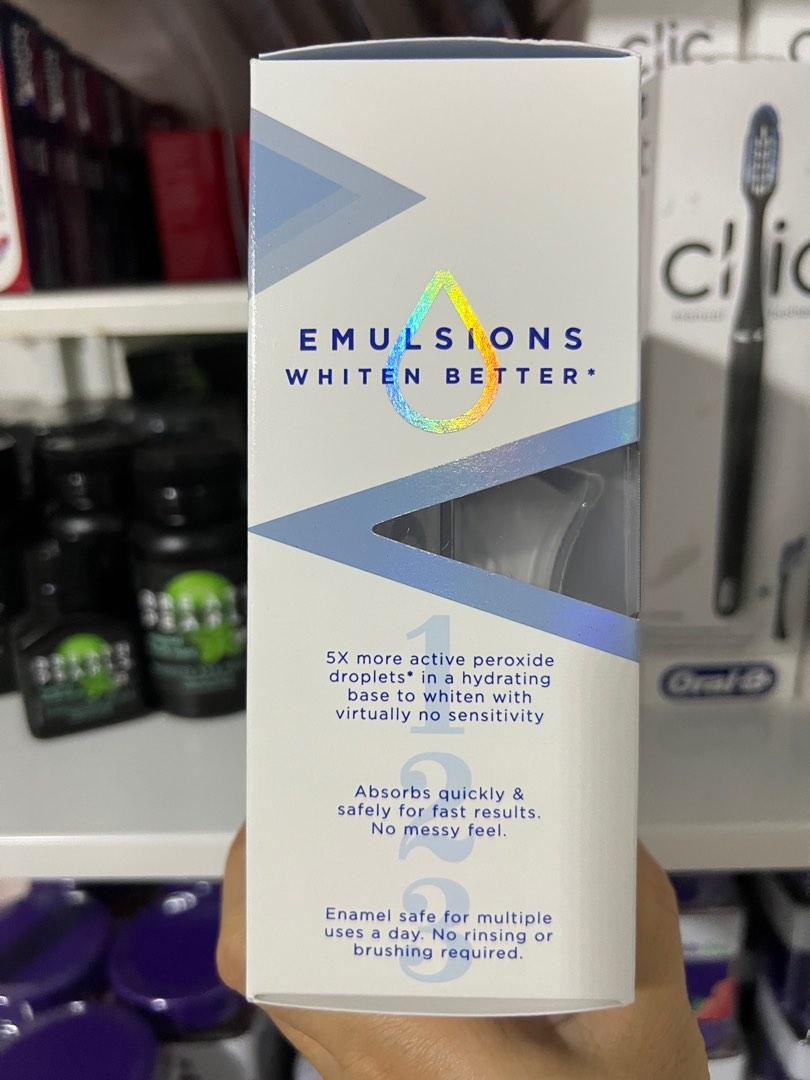 EMULSIONS
WHITEN BETTER*
1
5X more active peroxide
droplets* in a hydrating
base to whiten with
virtually no sensitivity
2
Absorbs quickly &
safely for fast results.
No messy feel.
3
Enamel safe for multiple
uses a day. No rinsing or
brushing required.
clic
clic
Oral-B